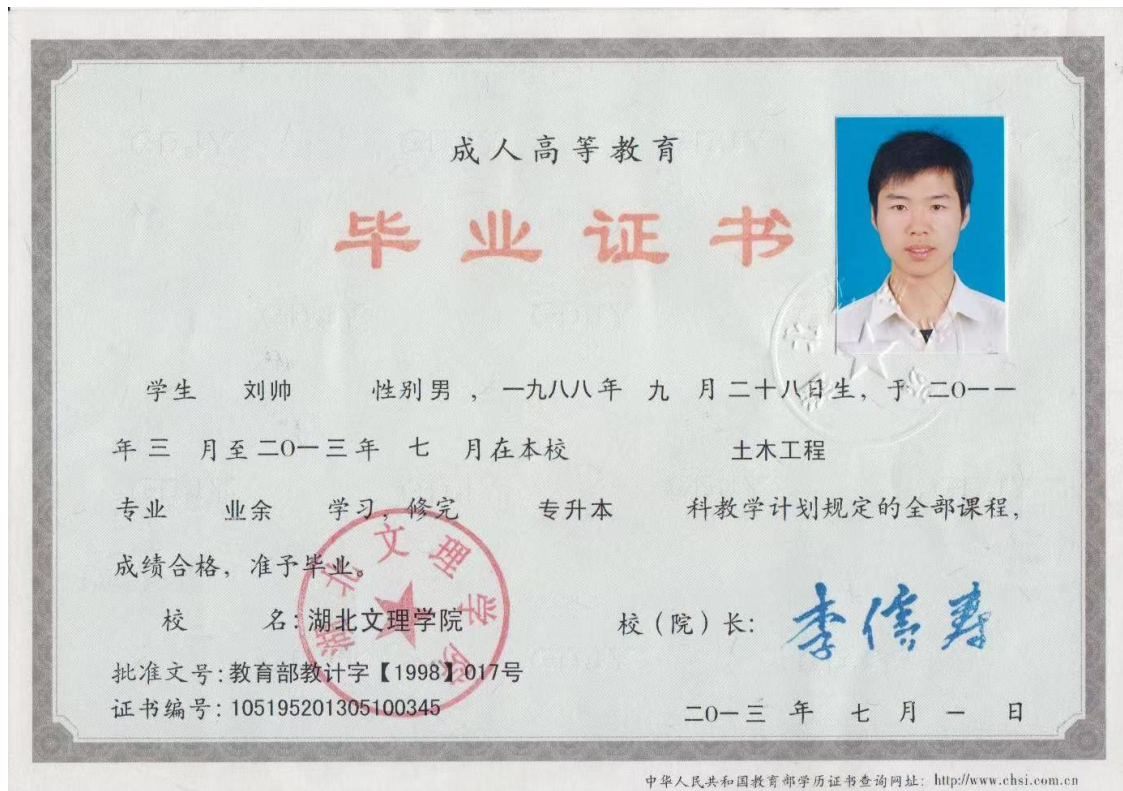 成人高等教育
毕业证书
学生 刘帅 性别 男 ，一九八八年 九 月 二十八日生，于 二〇一一
年 三 月至 二〇一三年 七 月在本校 土木工程
专业 业余 学习，修完 专升本 科教学计划规定的全部课程，
成绩合格，准予毕业。
湖北文理学院
校 名：湖北文理学院 校（院）长：李信寿
批准文号：教育部教计字【1998】017号
证书编号：105195201305100345
二〇一三 年 七 月 一 日
中华人民共和国教育部学历证书查询网址：http://www.chsi.com.cn